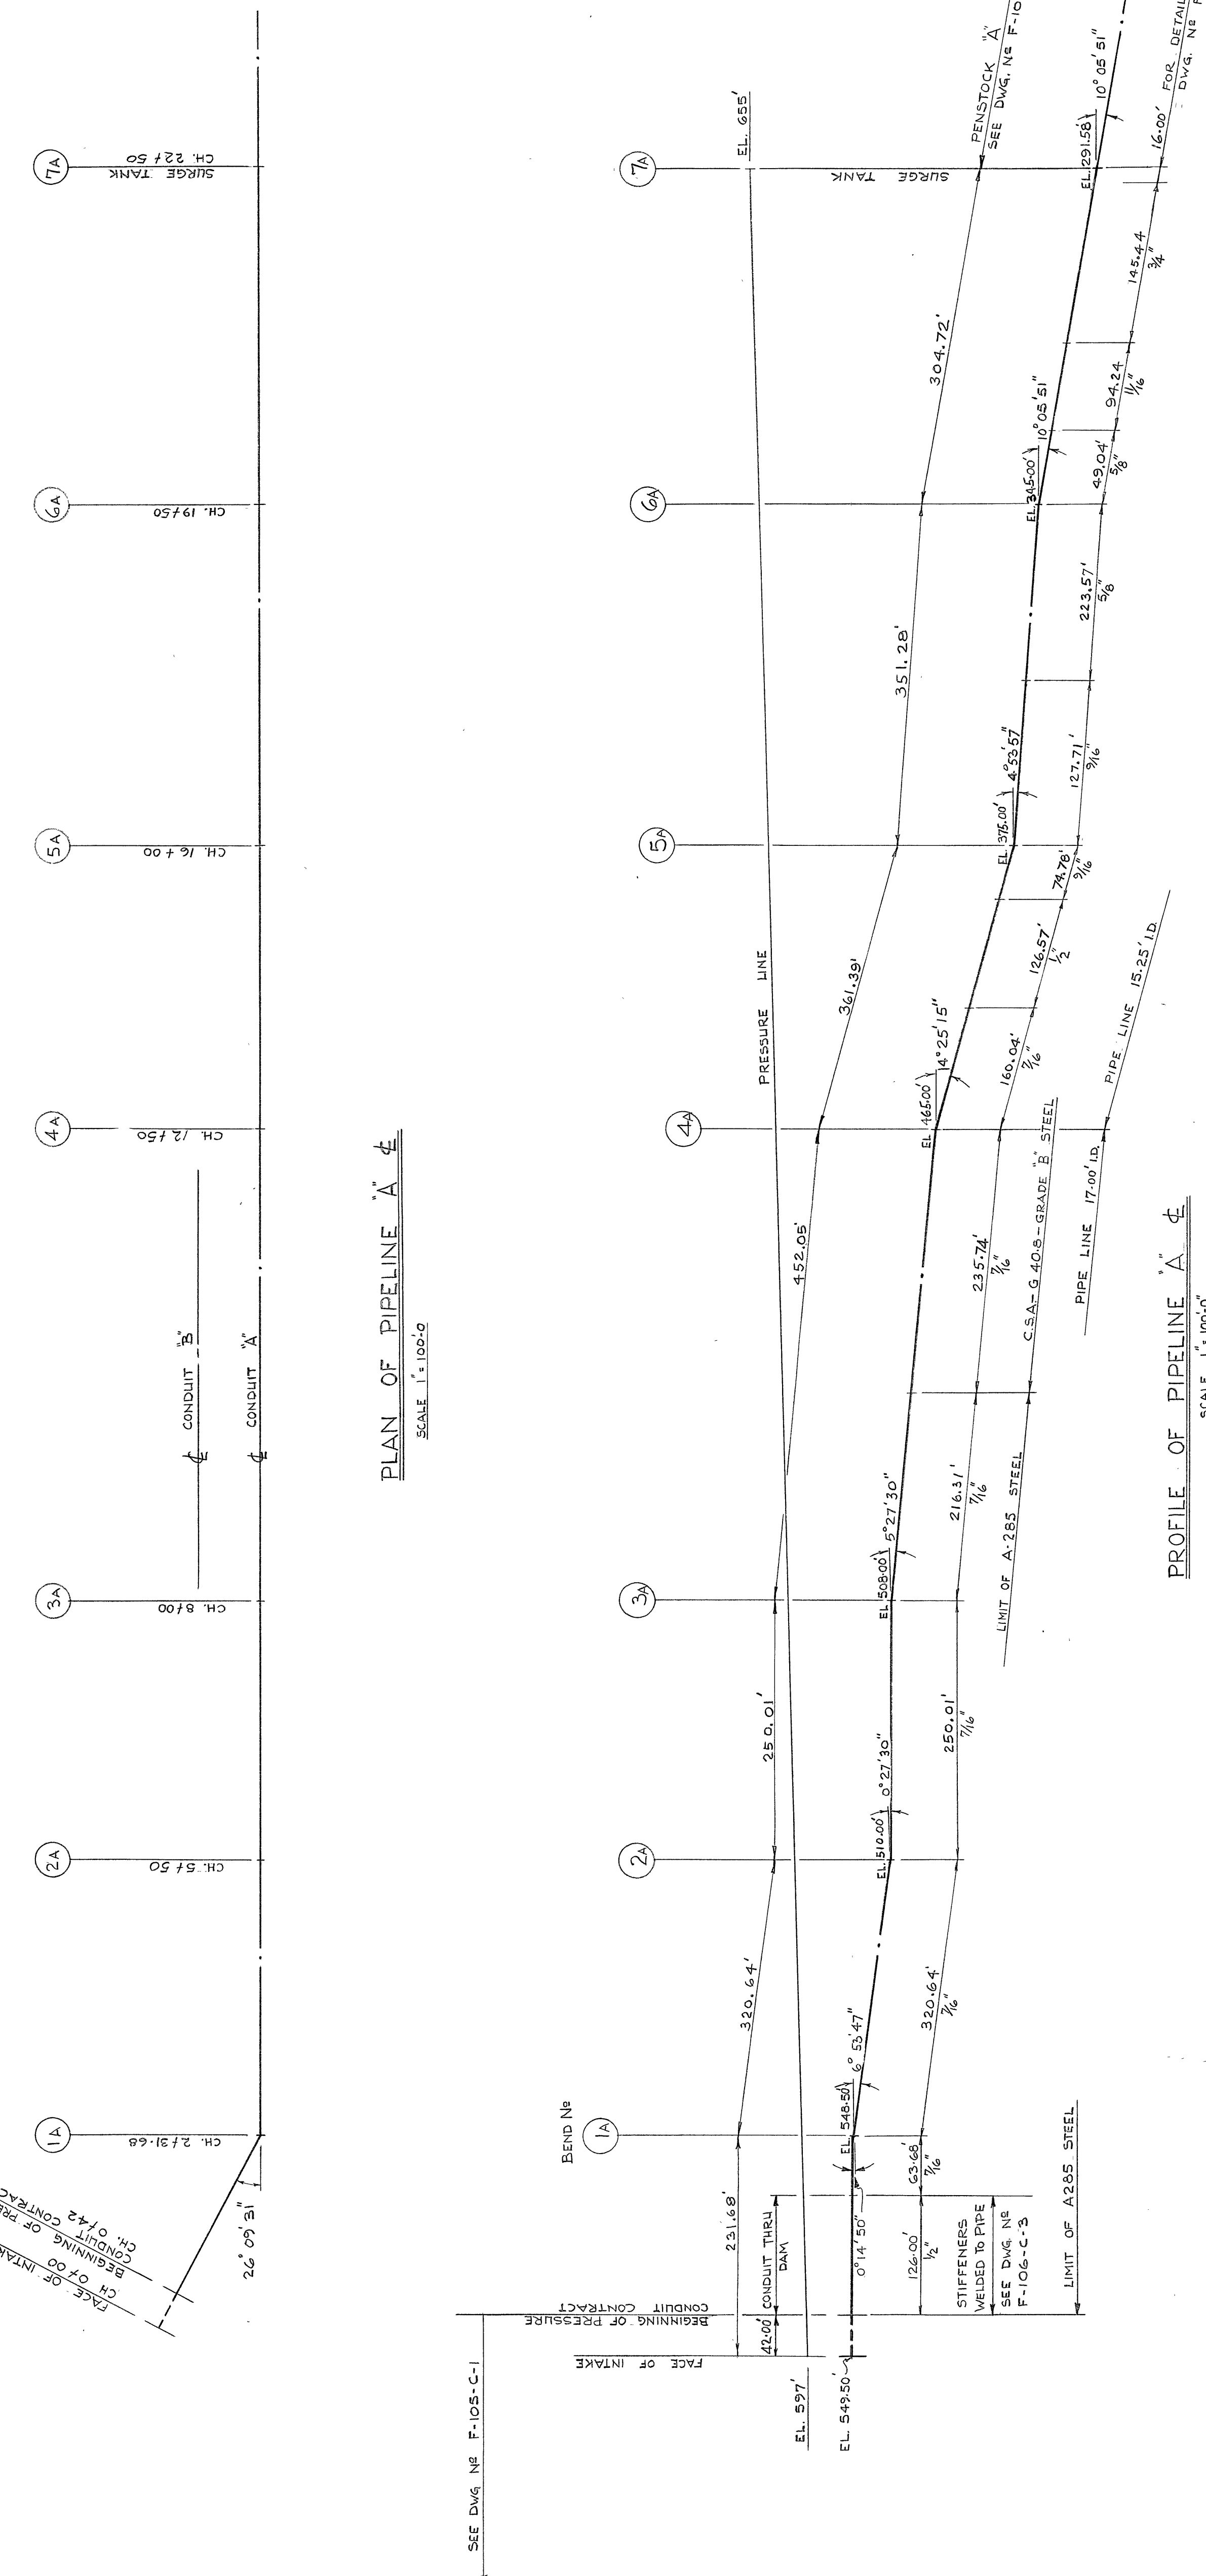 7A
CH. 22+50
SURGE TANK
6A
CH. 19+50
5A
CH. 16+00
4A
CH. 12+50
3A
CH. 8+00
2A
CH. 5+50
1A
CH. 2+31.68
FACE OF INTAKE
CH 0+00
CONDUIT
CH. 0+42
26° 09' 31"
℄ CONDUIT "B"
℄ CONDUIT "A"
PLAN OF PIPELINE "A" ℄
SCALE 1" = 100'-0
SEE DWG Nº F-105-C-1
BEND Nº
1A
2A
3A
4A
5A
6A
7A
SURGE TANK
EL. 597'
PRESSURE LINE
EL. 655'
FACE OF INTAKE
BEGINNING OF PRESSURE
CONDUIT CONTRACT
42.00'
CONDUIT THRU
DAM
231.68'
320.64'
250.01'
452.05'
361.39'
351.28'
304.72'
PENSTOCK "A"
EL. 549.50'
0° 14' 50"
EL. 548.50'
6° 53' 47"
EL. 510.00'
0° 27' 30"
EL. 508.00'
5° 27' 30"
EL. 465.00'
14° 25' 15"
EL. 375.00'
4° 53' 57"
EL. 345.00'
10° 05' 51"
EL. 291.58'
10° 05' 51"
126.00'
1/2"
63.68'
7/16"
320.64'
7/16"
250.01'
7/16"
216.31'
7/16"
235.74'
7/16"
160.04'
7/16"
126.57'
1/2"
74.78'
9/16"
127.71'
9/16"
223.57'
5/8"
49.04'
5/8"
94.24
11/16"
145.44
3/4"
16.00'
FOR DETAIL
STIFFENERS
WELDED TO PIPE
SEE DWG Nº
F-106-C-3
LIMIT OF A285 STEEL
LIMIT OF A-285 STEEL
C.S.A.- G 40.8 - GRADE "B" STEEL
PIPE LINE 17.00' I.D.
PIPE LINE 15.25' I.D.
PROFILE OF PIPELINE "A" ℄
SCALE 1" = 100'-0"